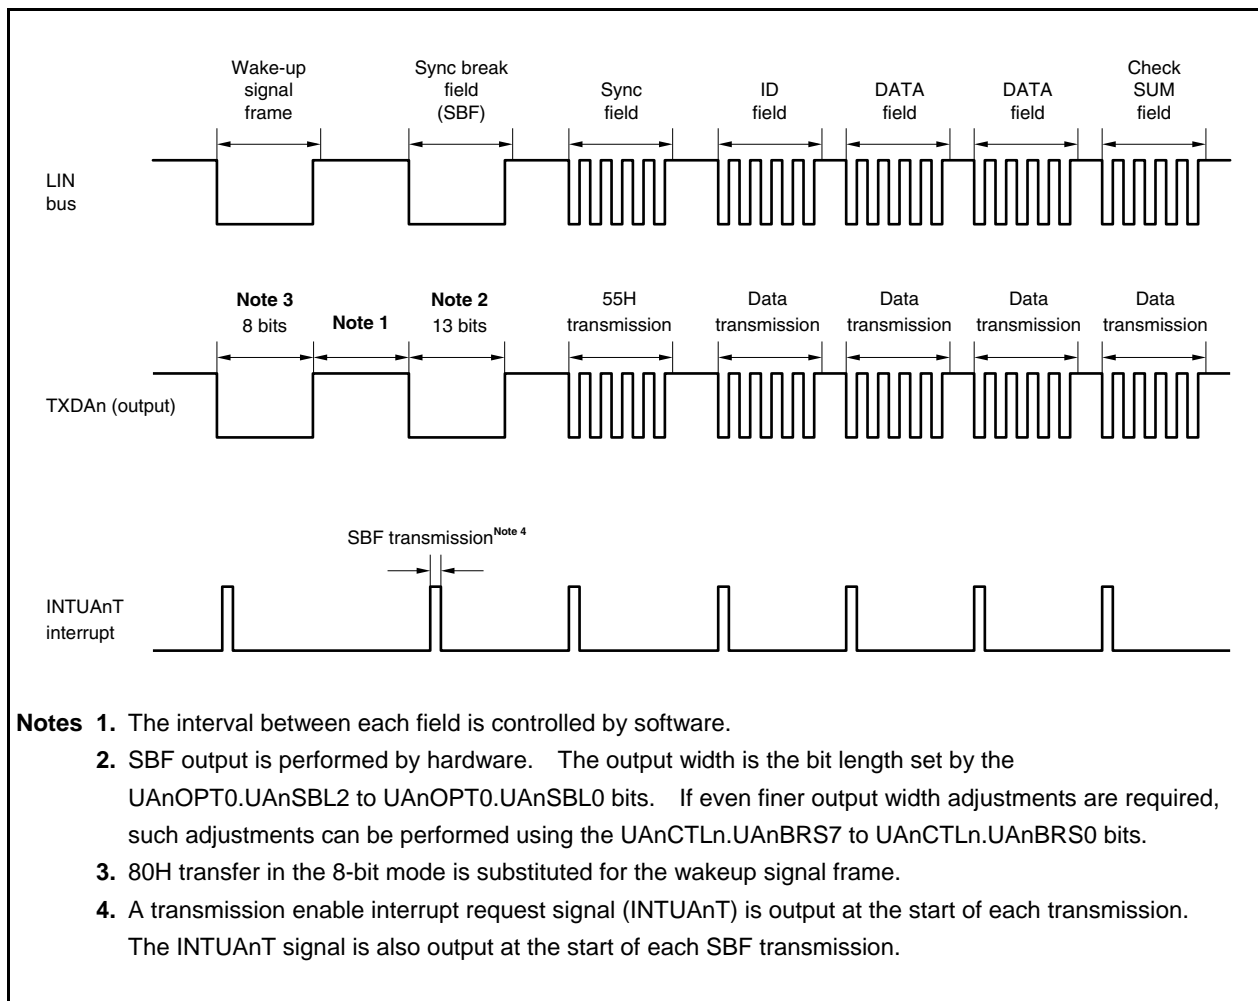 Wake-up
signal
frame
Sync break
field
(SBF)
Sync
field
ID
field
DATA
field
DATA
field
Check
SUM
field
LIN
bus
Note 3
8 bits
Note 1
Note 2
13 bits
55H
transmission
Data
transmission
Data
transmission
Data
transmission
Data
transmission
TXDAn (output)
SBF transmission Note 4
INTUAnT
interrupt
Notes 1. The interval between each field is controlled by software.
2. SBF output is performed by hardware. The output width is the bit length set by the
UAnOPT0.UAnSBL2 to UAnOPT0.UAnSBL0 bits. If even finer output width adjustments are required,
such adjustments can be performed using the UAnCTLn.UAnBRS7 to UAnCTLn.UAnBRS0 bits.
3. 80H transfer in the 8-bit mode is substituted for the wakeup signal frame.
4. A transmission enable interrupt request signal (INTUAnT) is output at the start of each transmission.
The INTUAnT signal is also output at the start of each SBF transmission.